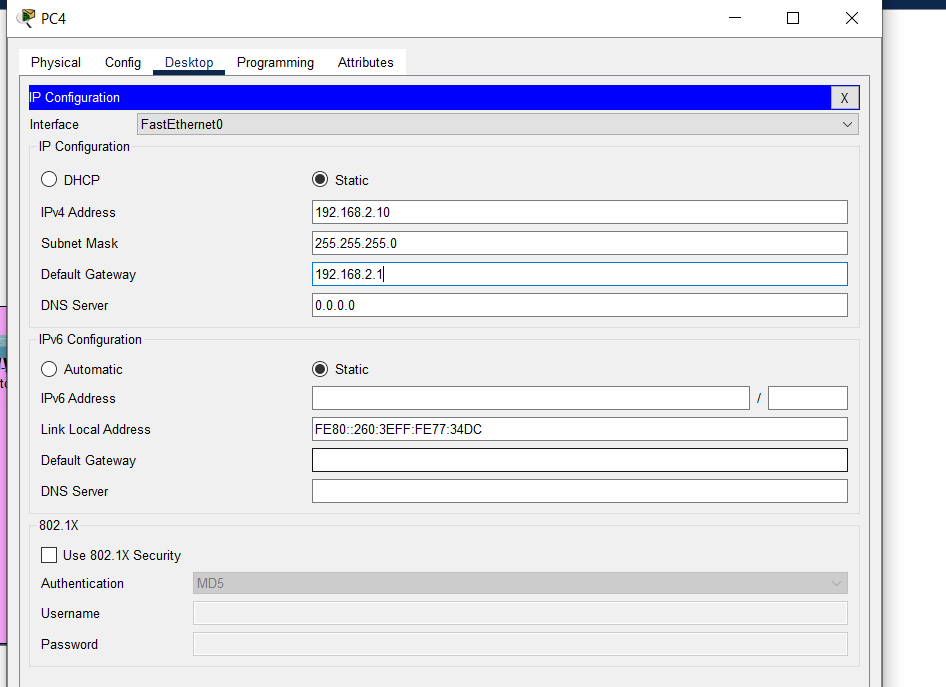 PC4
Physical Config Desktop Programming Attributes
IP Configuration X
Interface FastEthernet0
IP Configuration
DHCP Static
IPv4 Address 192.168.2.10
Subnet Mask 255.255.255.0
Default Gateway 192.168.2.1
DNS Server 0.0.0.0
IPv6 Configuration
Automatic Static
IPv6 Address /
Link Local Address FE80::260:3EFF:FE77:34DC
Default Gateway
DNS Server
802.1X
Use 802.1X Security
Authentication MD5
Username
Password